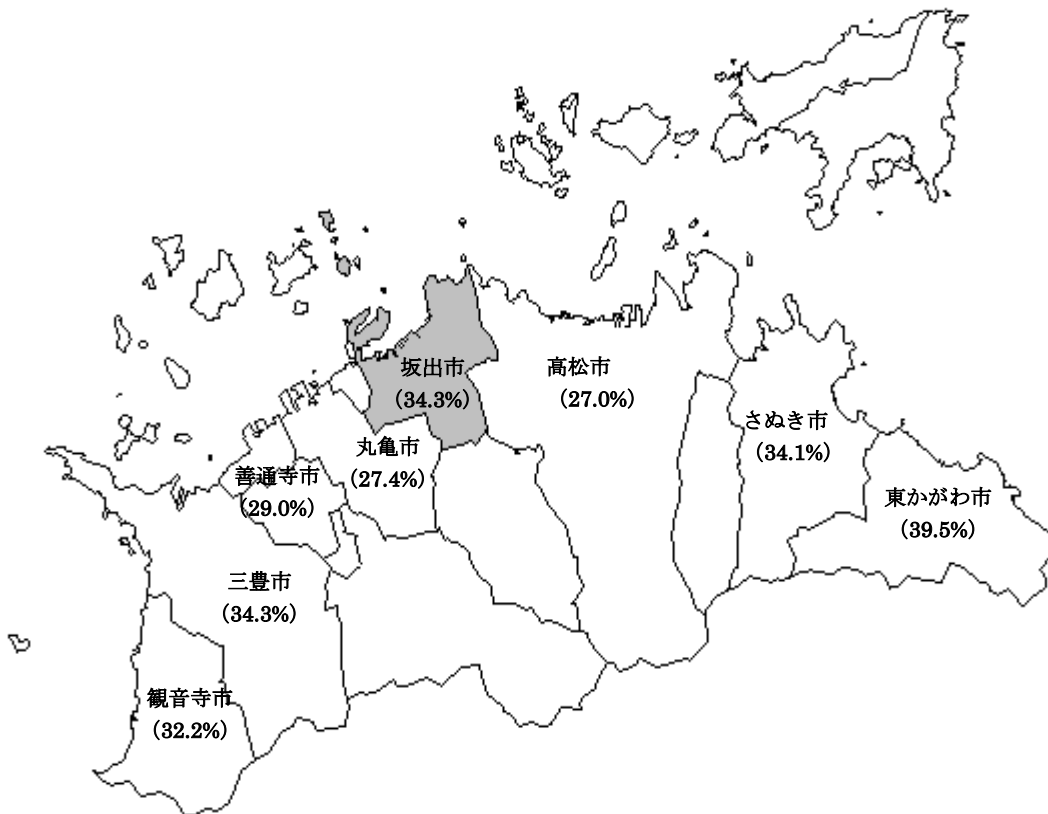 坂出市
(34.3%)
高松市
(27.0%)
さぬき市
(34.1%)
丸亀市
(27.4%)
善通寺市
(29.0%)
東かがわ市
(39.5%)
三豊市
(34.3%)
観音寺市
(32.2%)